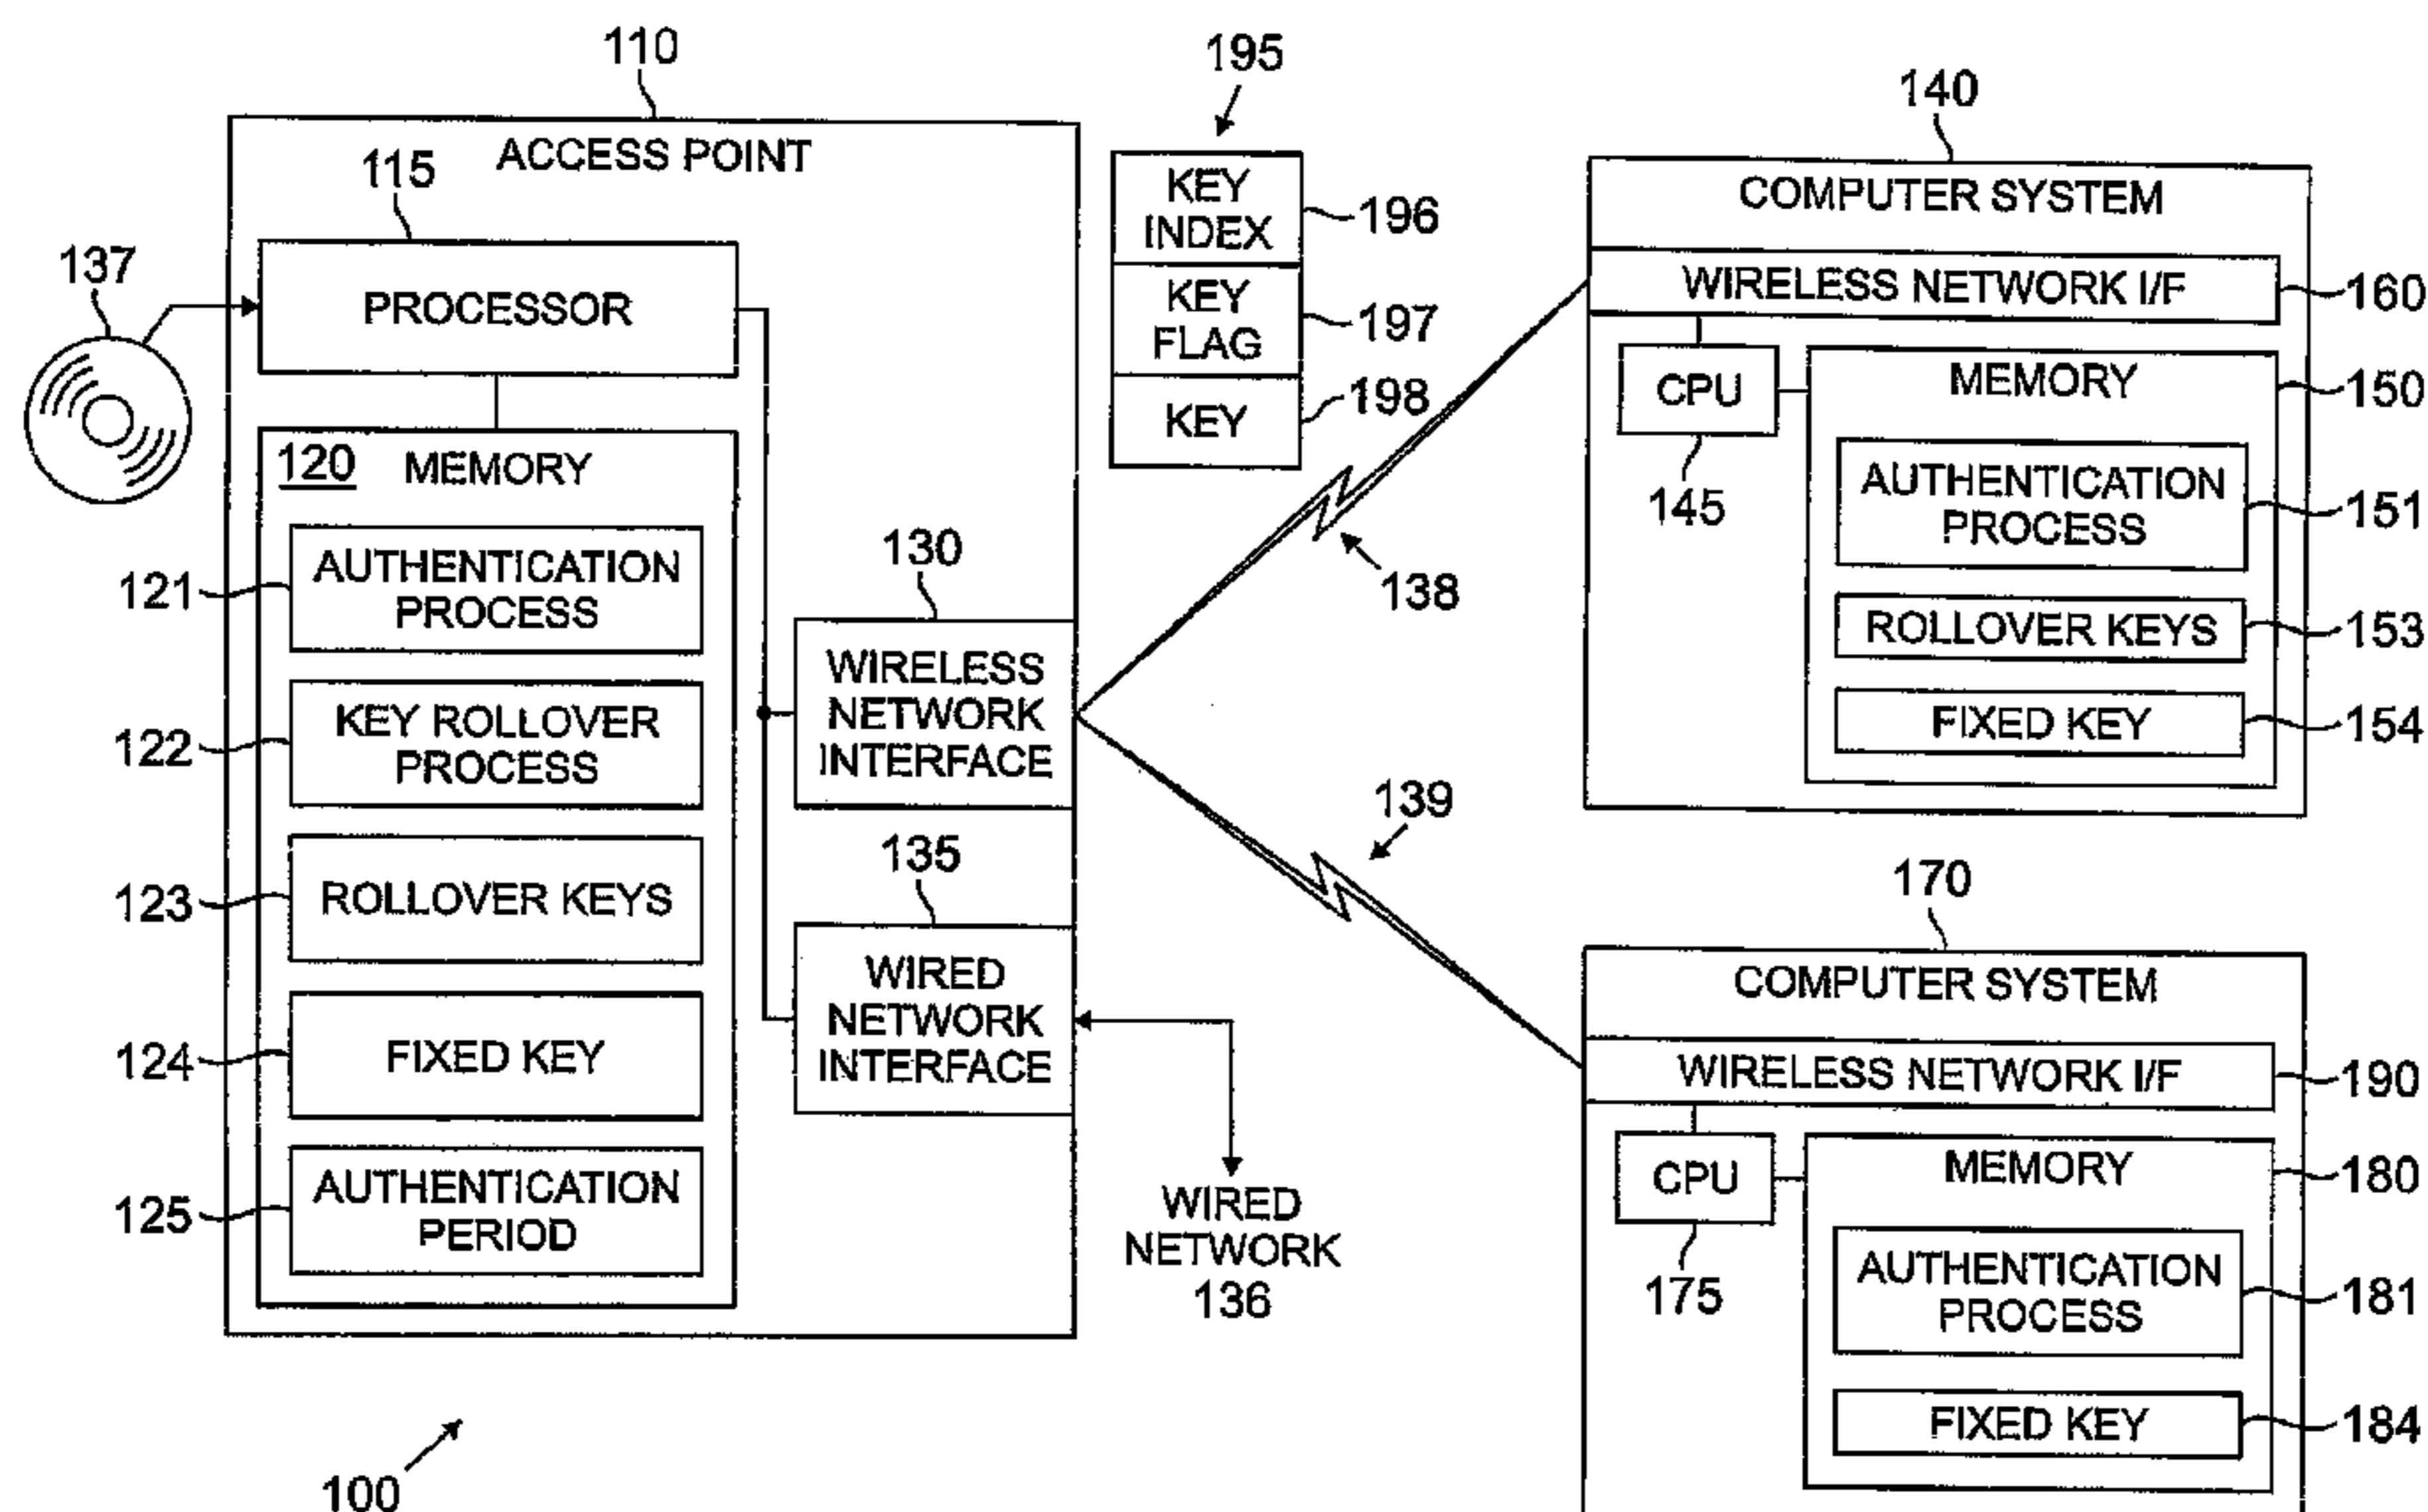 110
ACCESS POINT
115
PROCESSOR
137
120
MEMORY
121
AUTHENTICATION
PROCESS
122
KEY ROLLOVER
PROCESS
123
ROLLOVER KEYS
124
FIXED KEY
125
AUTHENTICATION
PERIOD
130
WIRELESS
NETWORK
INTERFACE
135
WIRED
NETWORK
INTERFACE
WIRED
NETWORK
136
195
KEY
INDEX
196
KEY
FLAG
197
KEY
198
138
139
140
COMPUTER SYSTEM
WIRELESS NETWORK I/F
160
CPU
145
MEMORY
150
AUTHENTICATION
PROCESS
151
ROLLOVER KEYS
153
FIXED KEY
154
170
COMPUTER SYSTEM
WIRELESS NETWORK I/F
190
CPU
175
MEMORY
180
AUTHENTICATION
PROCESS
181
FIXED KEY
184
100